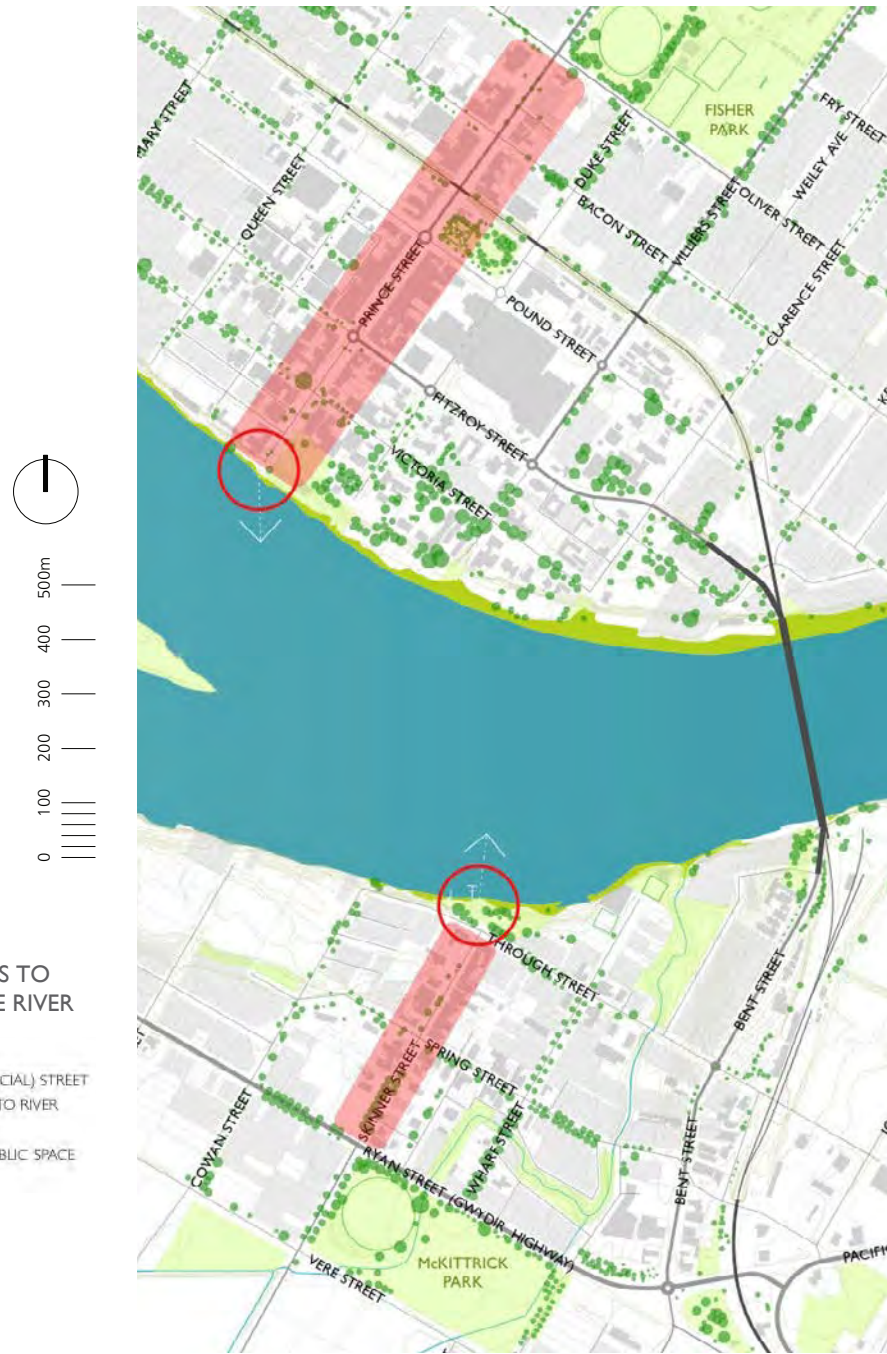 FISHER
PARK
FRY STREET
WEILEY AVE
MARY STREET
DUKE STREET
OLIVER STREET
QUEEN STREET
BACON STREET
VILLIERS STREET
CLARENCE STREET
PRINCE STREET
POUND STREET
FITZROY STREET
VICTORIA STREET
500m
400
300
200
100
0
S TO
E RIVER
CIAL) STREET
TO RIVER
BLIC SPACE
THROUGH STREET
BENT STREET
SPRING STREET
SKINNER STREET
COWAN STREET
WHARF STREET
RYAN STREET (GWYDIR HIGHWAY)
BENT STREET
McKITTRICK
PARK
VERE STREET
PACIFI